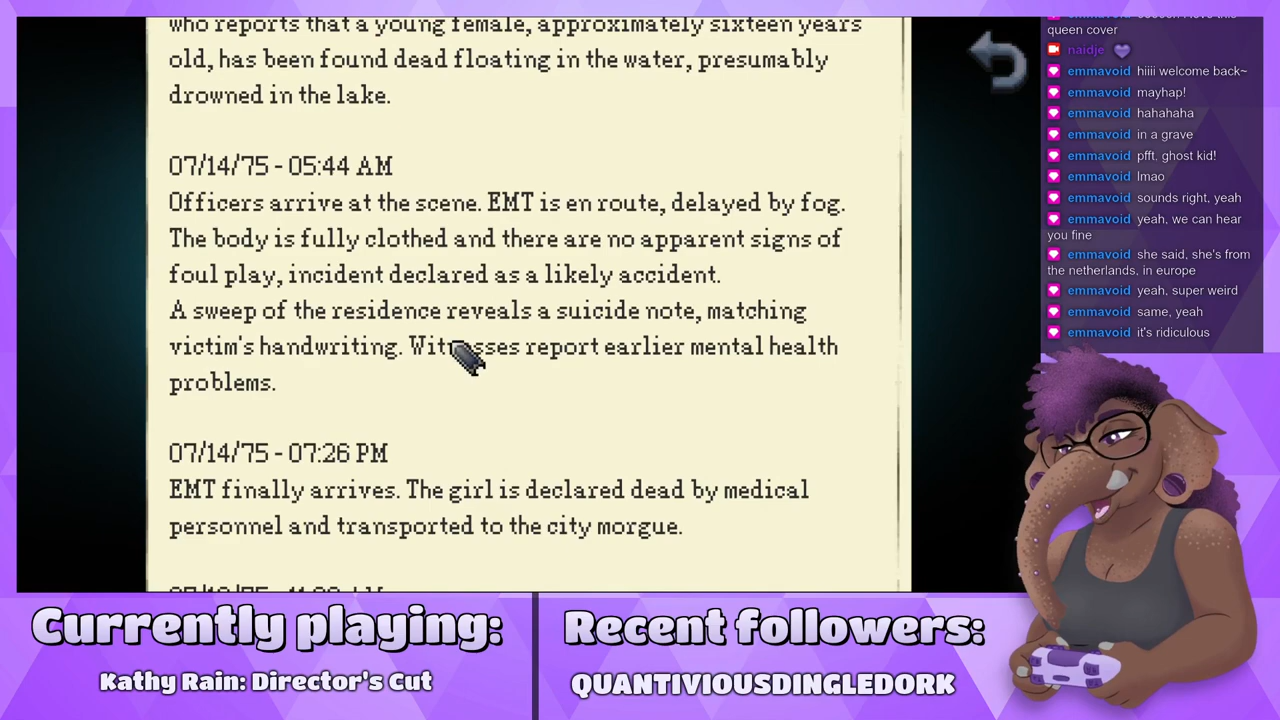 who reports that a young female, approximately sixteen years
old, has been found dead floating in the water, presumably
drowned in the lake.
07/14/75 - 05:44 AM
Officers arrive at the scene. EMT is en route, delayed by fog.
The body is fully clothed and there are no apparent signs of
foul play, incident declared as a likely accident.
A sweep of the residence reveals a suicide note, matching
victim's handwriting. Witnesses report earlier mental health
problems.
07/14/75 - 07:26 PM
EMT finally arrives. The girl is declared dead by medical
personnel and transported to the city morgue.
queen cover
naidje
emmavoid hiiii welcome back~
emmavoid mayhap!
emmavoid hahahaha
emmavoid in a grave
emmavoid pfft. ghost kid!
emmavoid lmao
emmavoid sounds right, yeah
emmavoid yeah, we can hear
you fine
emmavoid she said, she's from
the netherlands, in europe
emmavoid yeah, super weird
emmavoid same, yeah
emmavoid it's ridiculous
Currently playing:
Kathy Rain: Director's Cut
Recent followers:
QUANTIVIOUSDINGLEDORK